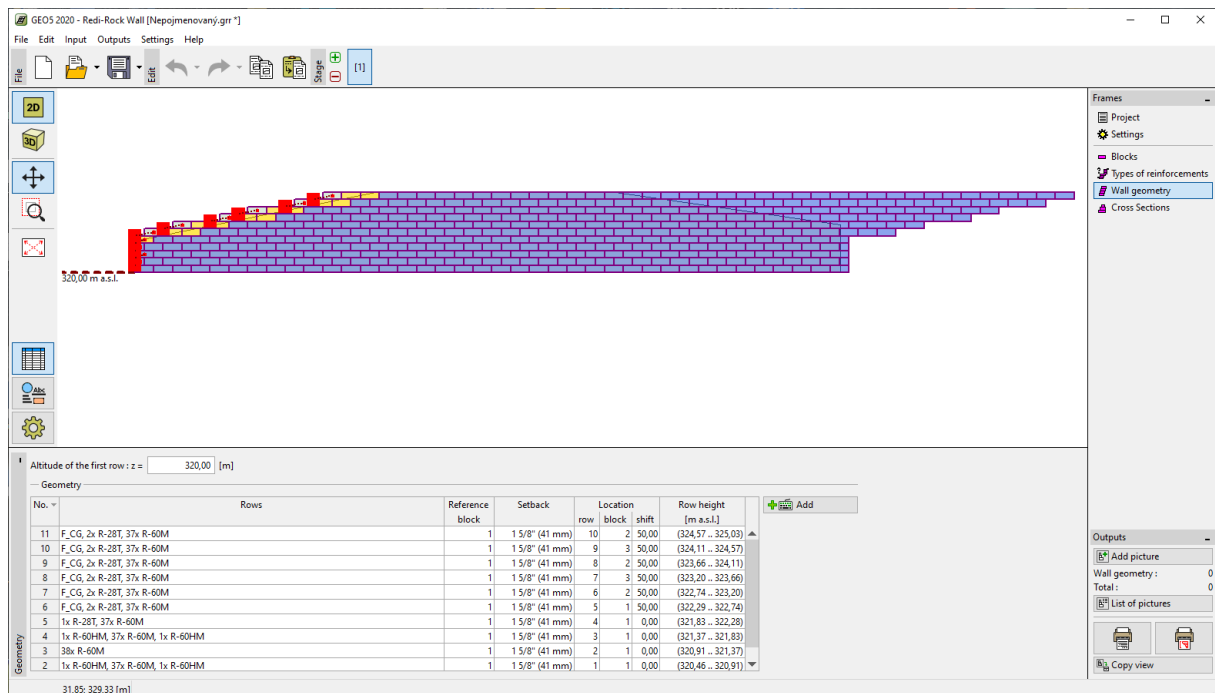 GEO5 2020 - Redi-Rock Wall [Nepojmenovaný.grr *]
File Edit Input Outputs Settings Help
File Edit Stage [1]
2D
3D
320,00 m a.s.l.
Abc
Frames
Project
Settings
Blocks
Types of reinforcements
Wall geometry
Cross Sections
Altitude of the first row : z = 320,00 [m]
Geometry
No. Rows Reference block Setback Location row block shift Row height [m a.s.l.]
Add
11 F_CG, 2x R-28T, 37x R-60M 1 1 5/8" (41 mm) 10 2 50,00 (324,57 .. 325,03)
10 F_CG, 2x R-28T, 37x R-60M 1 1 5/8" (41 mm) 9 3 50,00 (324,11 .. 324,57)
9 F_CG, 2x R-28T, 37x R-60M 1 1 5/8" (41 mm) 8 2 50,00 (323,66 .. 324,11)
8 F_CG, 2x R-28T, 37x R-60M 1 1 5/8" (41 mm) 7 3 50,00 (323,20 .. 323,66)
7 F_CG, 2x R-28T, 37x R-60M 1 1 5/8" (41 mm) 6 2 50,00 (322,74 .. 323,20)
6 F_CG, 2x R-28T, 37x R-60M 1 1 5/8" (41 mm) 5 1 50,00 (322,29 .. 322,74)
5 1x R-28T, 37x R-60M 1 1 5/8" (41 mm) 4 1 0,00 (321,83 .. 322,28)
4 1x R-60HM, 37x R-60M, 1x R-60HM 1 1 5/8" (41 mm) 3 1 0,00 (321,37 .. 321,83)
3 38x R-60M 1 1 5/8" (41 mm) 2 1 0,00 (320,91 .. 321,37)
2 1x R-60HM, 37x R-60M, 1x R-60HM 1 1 5/8" (41 mm) 1 1 0,00 (320,46 .. 320,91)
Geometry
Outputs
Add picture
Wall geometry : 0
Total : 0
List of pictures
Copy view
31,85; 329,33 [m]